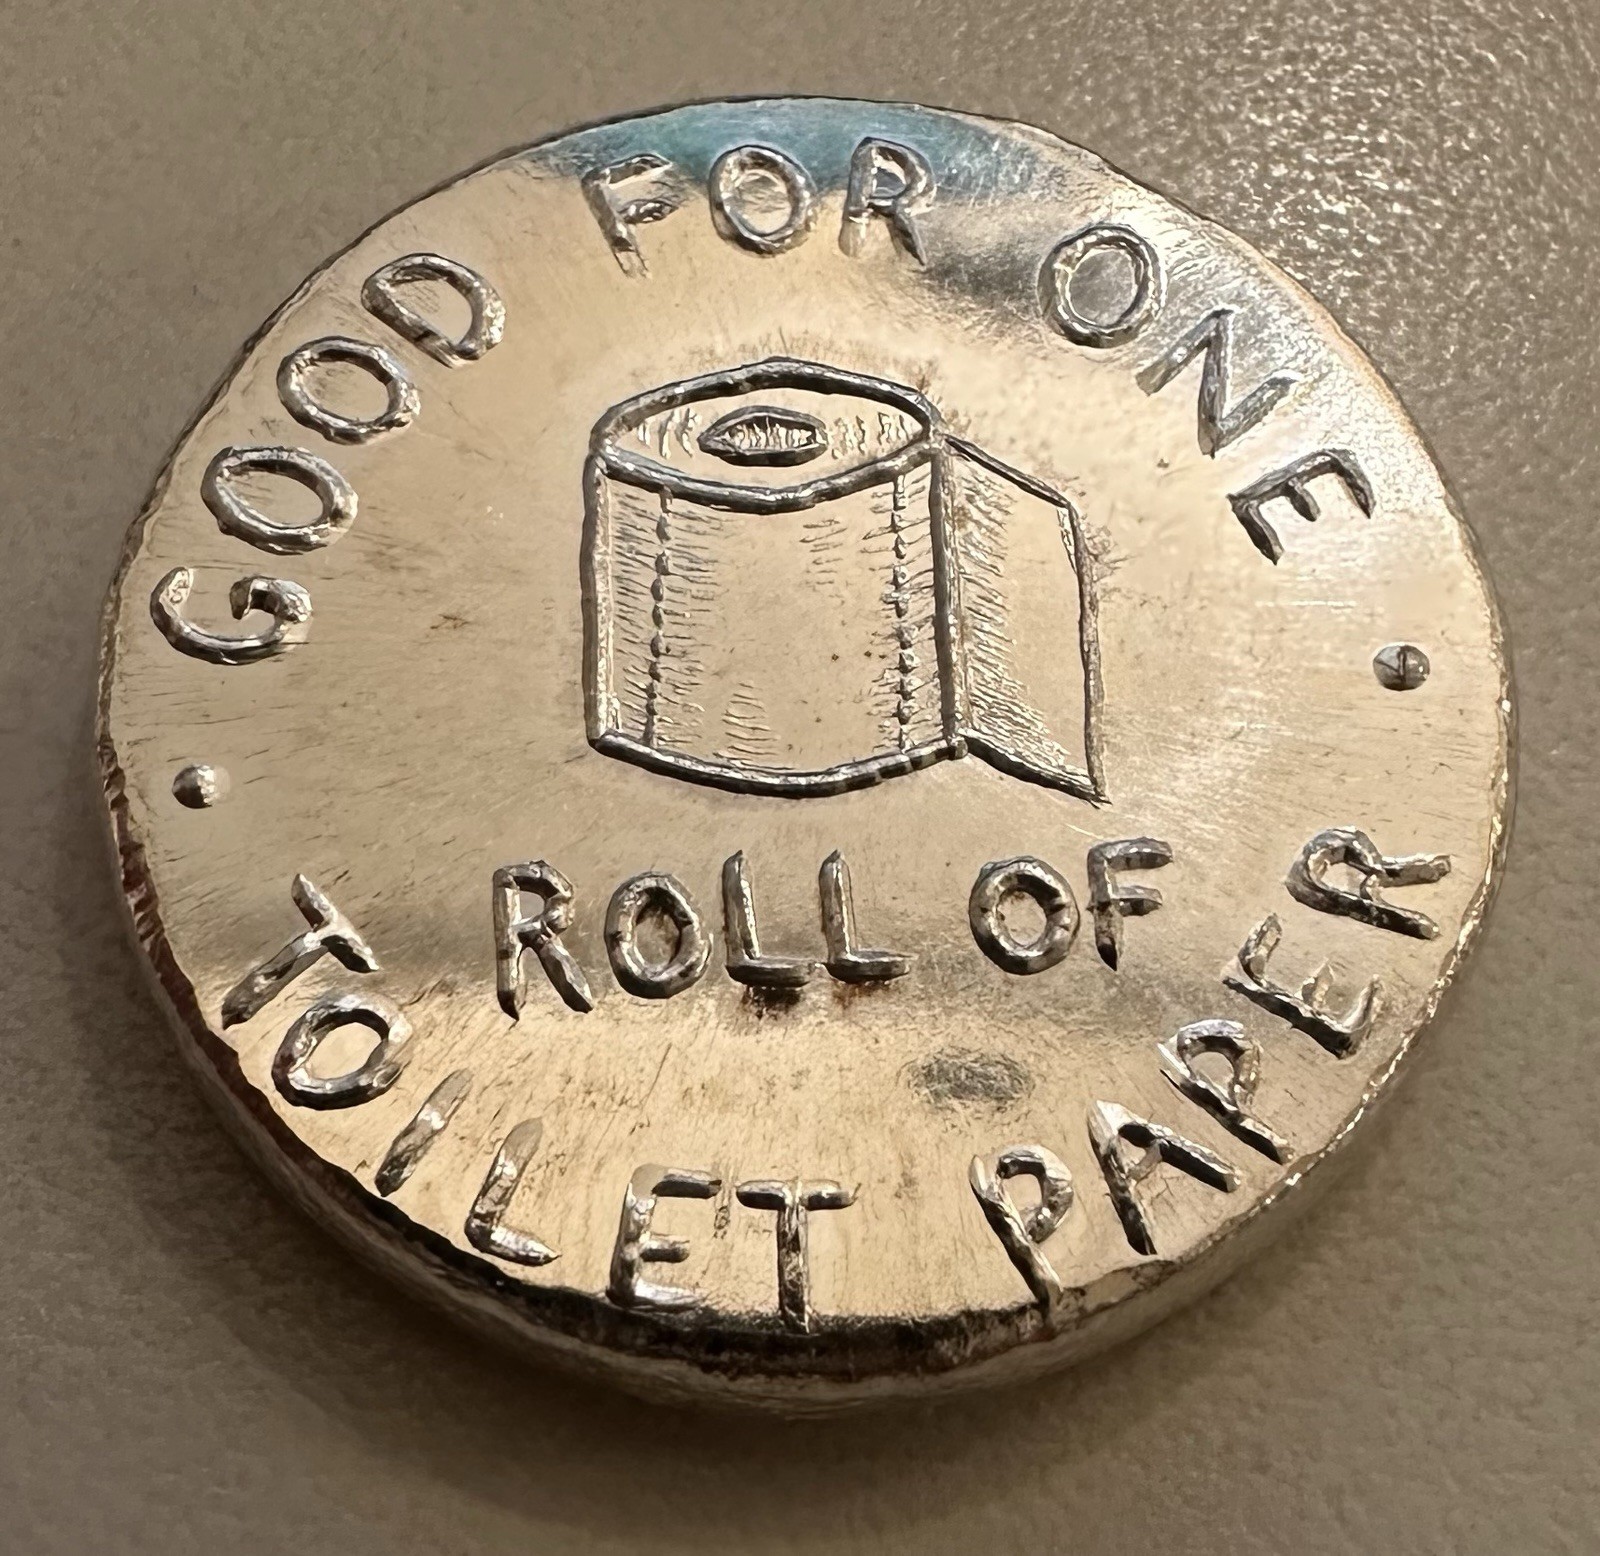 GOOD FOR ONE
ROLL OF
TOILET PAPER